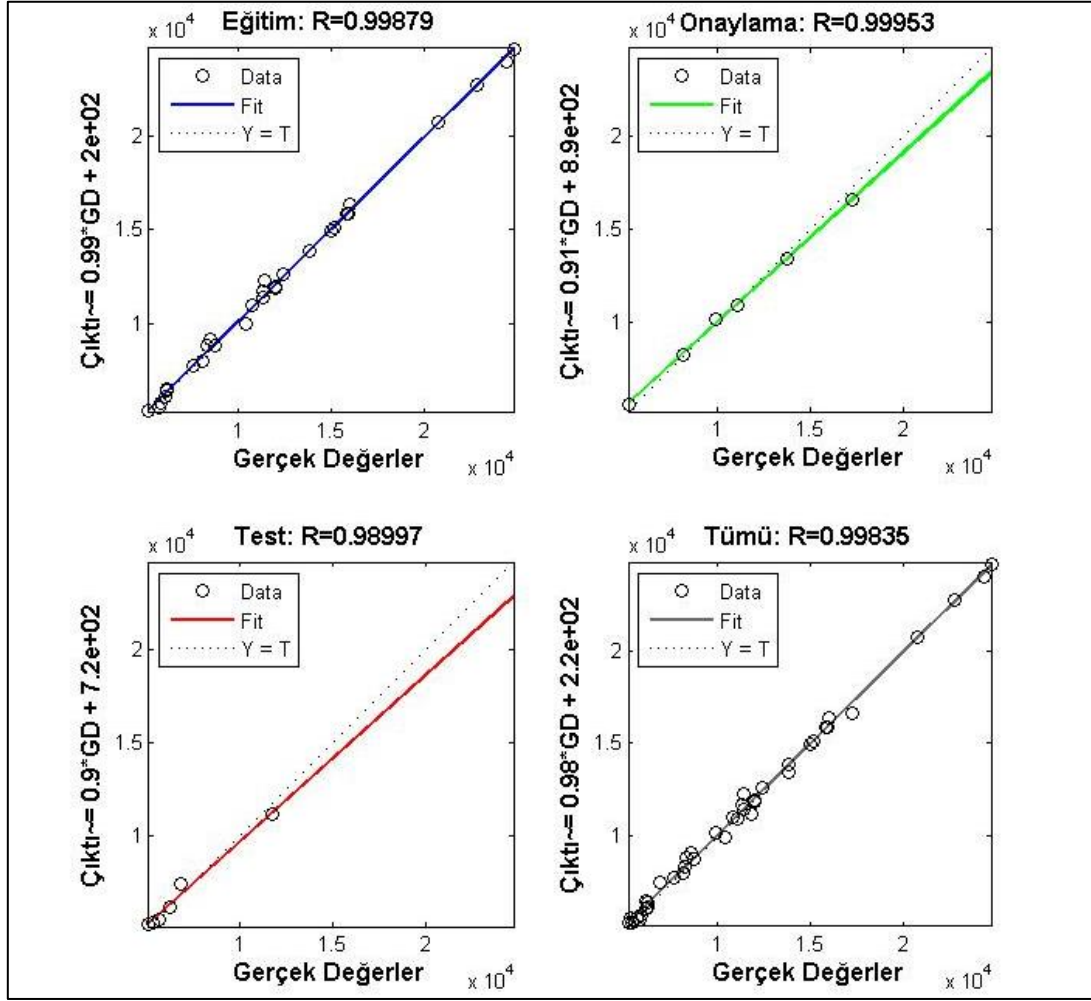 Eğitim: R=0.99879
x 10^4
Data
Fit
Y = T
2
1.5
1
Çıktı~= 0.99*GD + 2e+02
1
1.5
2
x 10^4
Gerçek Değerler
Onaylama: R=0.99953
x 10^4
Data
Fit
Y = T
2
1.5
1
Çıktı~= 0.91*GD + 8.9e+02
1
1.5
2
x 10^4
Gerçek Değerler
Test: R=0.98997
x 10^4
Data
Fit
Y = T
2
1.5
1
Çıktı~= 0.9*GD + 7.2e+02
1
1.5
2
x 10^4
Gerçek Değerler
Tümü: R=0.99835
x 10^4
Data
Fit
Y = T
2
1.5
1
Çıktı~= 0.98*GD + 2.2e+02
1
1.5
2
x 10^4
Gerçek Değerler